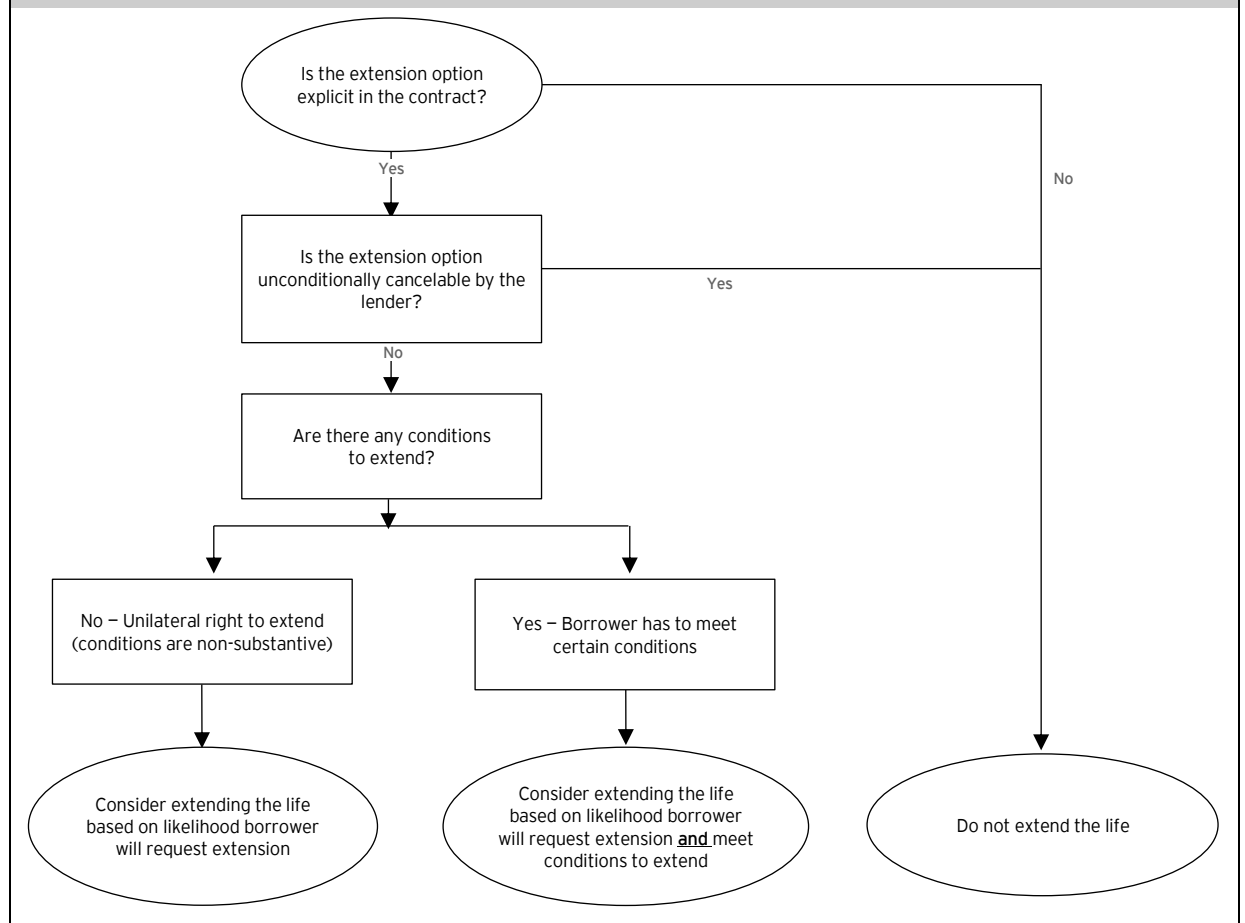 Is the extension option
explicit in the contract?
Yes
No
Is the extension option
unconditionally cancelable by the
lender?
Yes
No
Are there any conditions
to extend?
No – Unilateral right to extend
(conditions are non-substantive)
Yes – Borrower has to meet
certain conditions
Consider extending the life
based on likelihood borrower
will request extension
Consider extending the life
based on likelihood borrower
will request extension and meet
conditions to extend
Do not extend the life